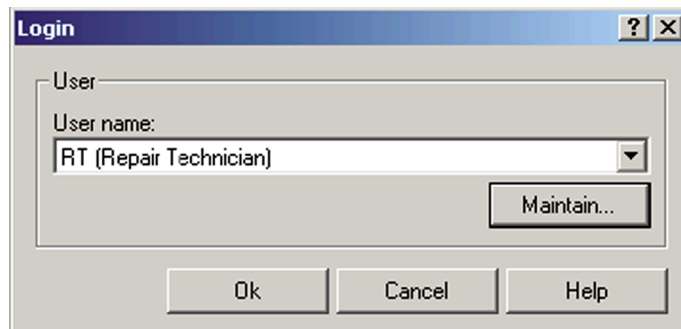 Login
User
User name:
RT (Repair Technician)
Maintain...
Ok Cancel Help